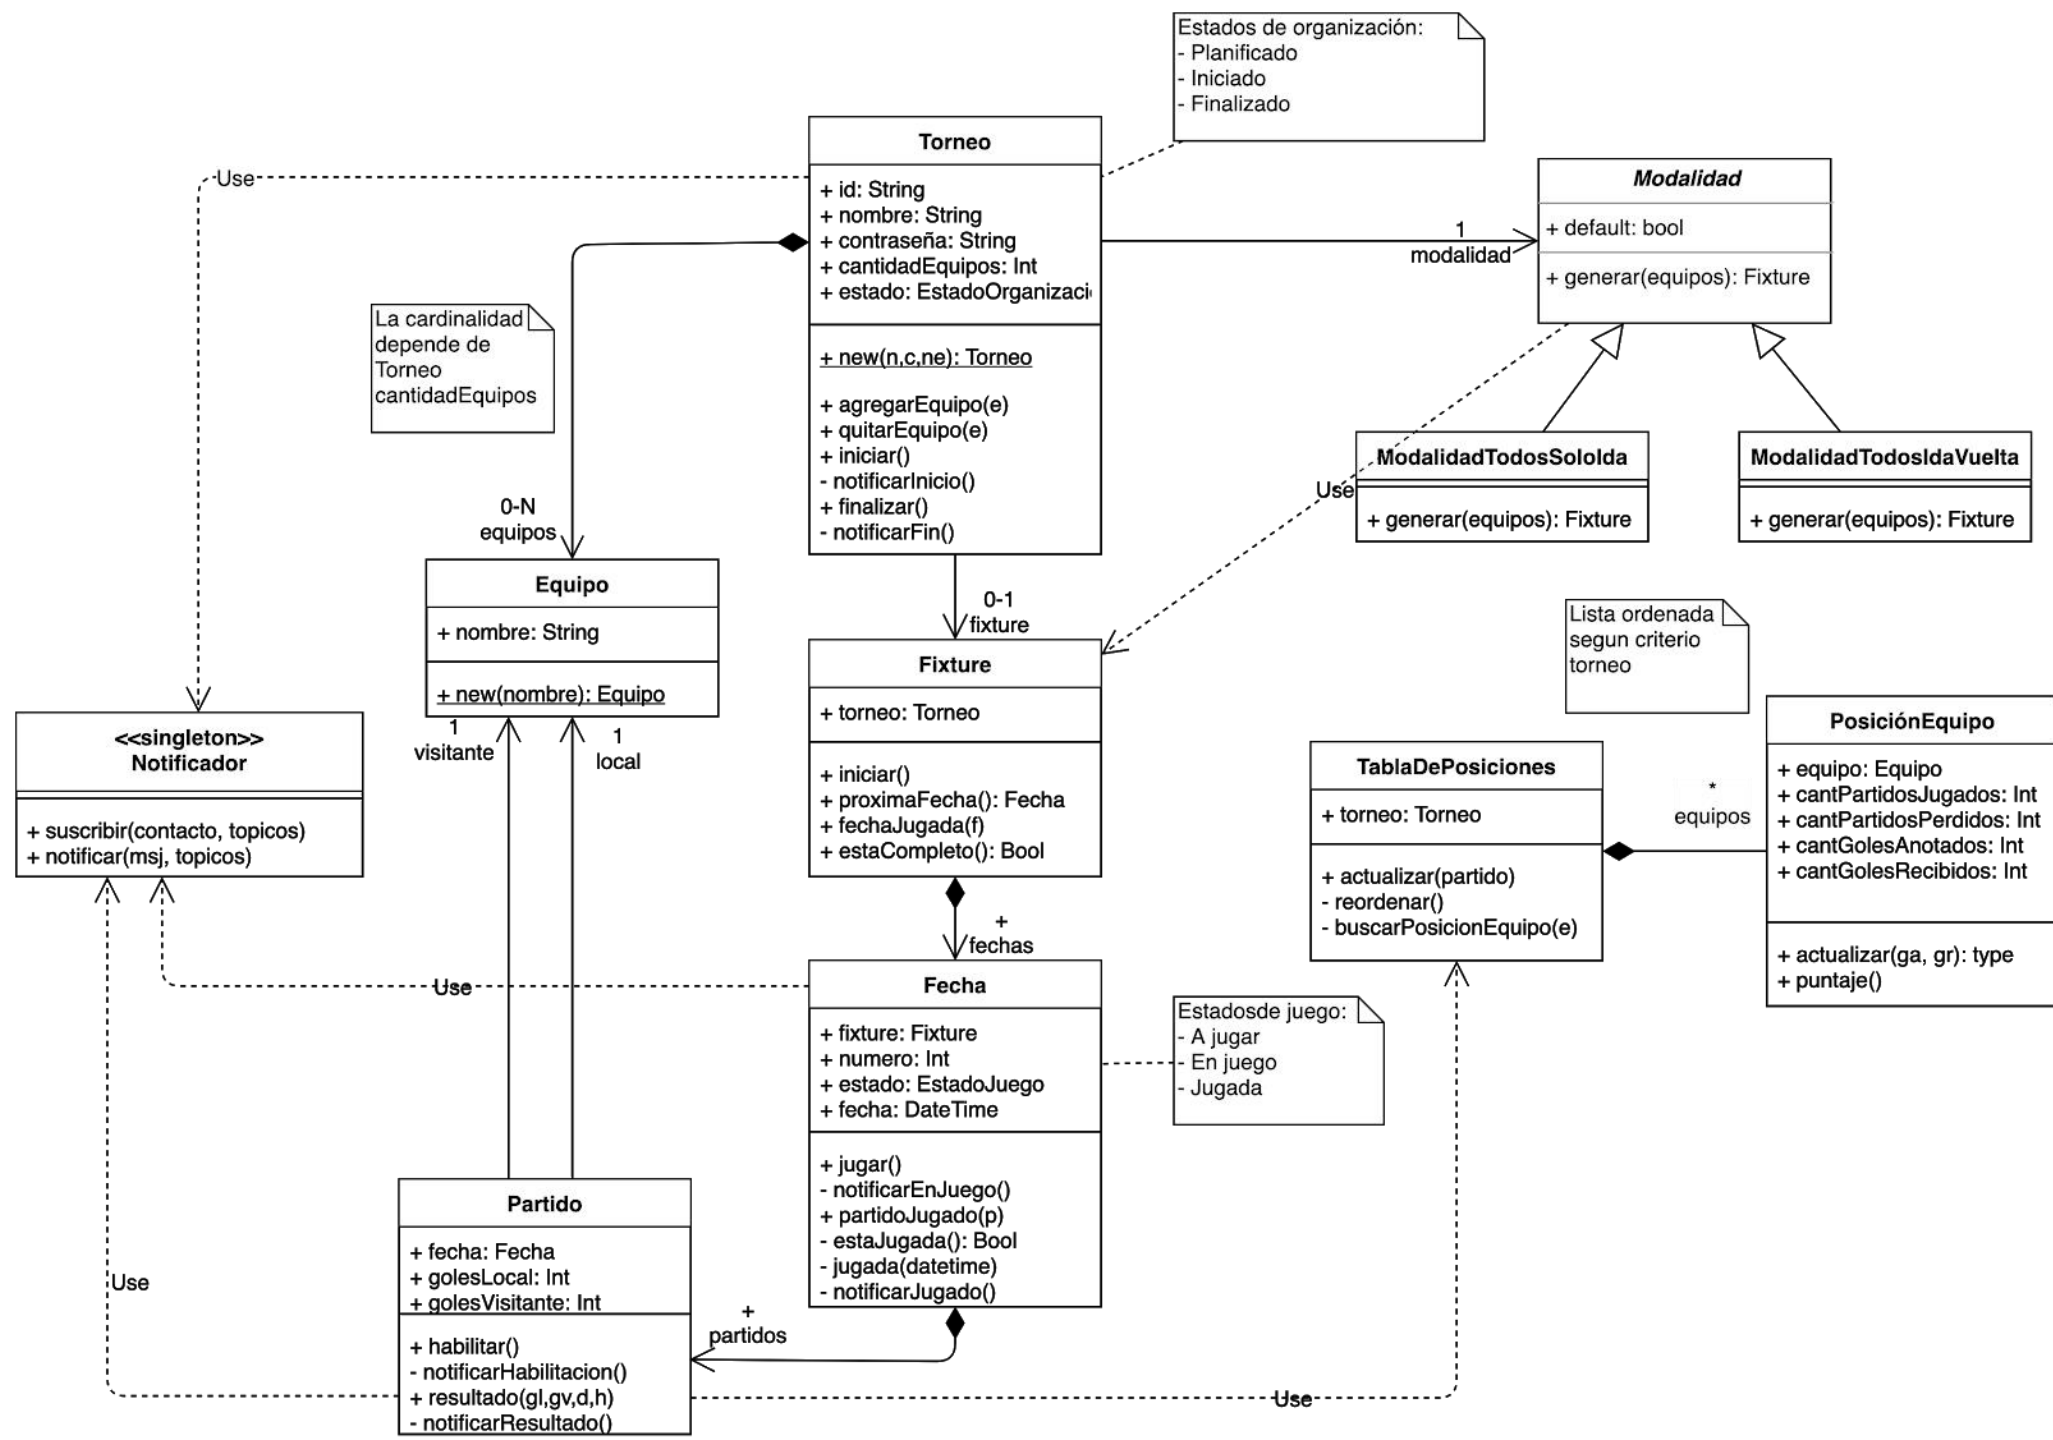 Estados de organización:
- Planificado
- Iniciado
- Finalizado
Torneo
+ id: String
+ nombre: String
+ contraseña: String
+ cantidadEquipos: Int
+ estado: EstadoOrganizaci
+ new(n,c,ne): Torneo
+ agregarEquipo(e)
+ quitarEquipo(e)
+ iniciar()
- notificarInicio()
+ finalizar()
- notificarFin()
Use
Modalidad
+ default: bool
+ generar(equipos): Fixture
1
modalidad
La cardinalidad
depende de
Torneo
cantidadEquipos
ModalidadTodosSoloIda
+ generar(equipos): Fixture
ModalidadTodosIdaVuelta
+ generar(equipos): Fixture
Use
0-N
equipos
Equipo
+ nombre: String
+ new(nombre): Equipo
0-1
fixture
Fixture
+ torneo: Torneo
+ iniciar()
+ proximaFecha(): Fecha
+ fechaJugada(f)
+ estaCompleto(): Bool
Lista ordenada
segun criterio
torneo
<<singleton>>
Notificador
+ suscribir(contacto, topicos)
+ notificar(msj, topicos)
1
visitante
1
local
TablaDePosiciones
+ torneo: Torneo
+ actualizar(partido)
- reordenar()
- buscarPosicionEquipo(e)
*
equipos
PosiciónEquipo
+ equipo: Equipo
+ cantPartidosJugados: Int
+ cantPartidosPerdidos: Int
+ cantGolesAnotados: Int
+ cantGolesRecibidos: Int
+ actualizar(ga, gr): type
+ puntaje()
+
fechas
Use
Fecha
+ fixture: Fixture
+ numero: Int
+ estado: EstadoJuego
+ fecha: DateTime
+ jugar()
- notificarEnJuego()
+ partidoJugado(p)
- estaJugada(): Bool
- jugada(datetime)
- notificarJugado()
Estadosde juego:
- A jugar
- En juego
- Jugada
Partido
+ fecha: Fecha
+ golesLocal: Int
+ golesVisitante: Int
+ habilitar()
- notificarHabilitacion()
+ resultado(gl,gv,d,h)
- notificarResultado()
Use
+
partidos
Use